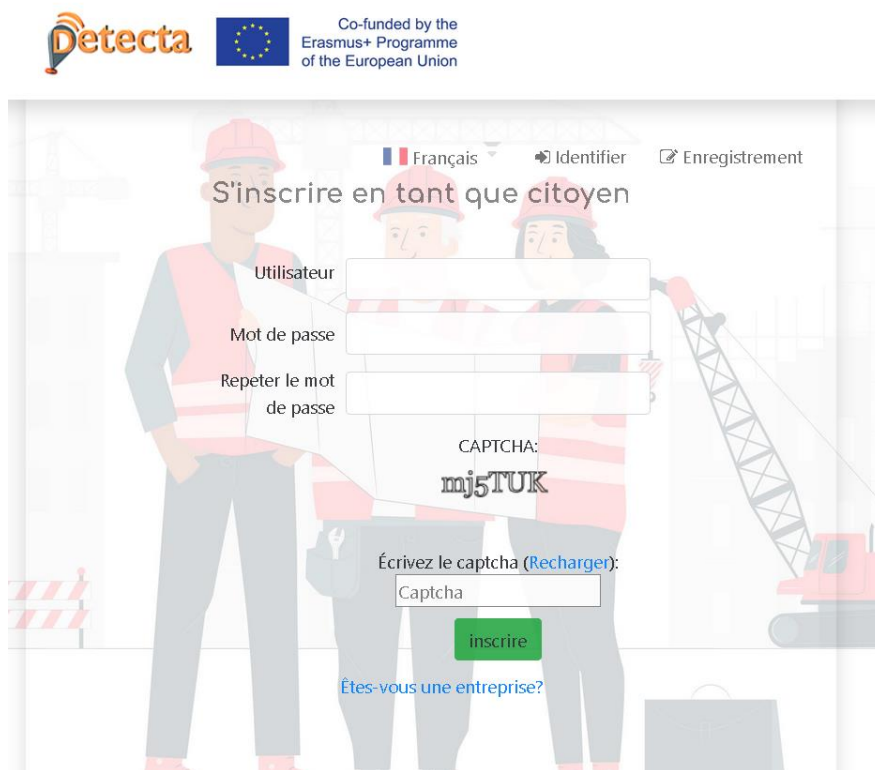 Detecta
Co-funded by the
Erasmus+ Programme
of the European Union
Français Identifier Enregistrement
S'inscrire en tant que citoyen
Utilisateur
Mot de passe
Repeter le mot
de passe
CAPTCHA:
mj5TUK
Écrivez le captcha (Recharger):
Captcha
inscrire
Êtes-vous une entreprise?